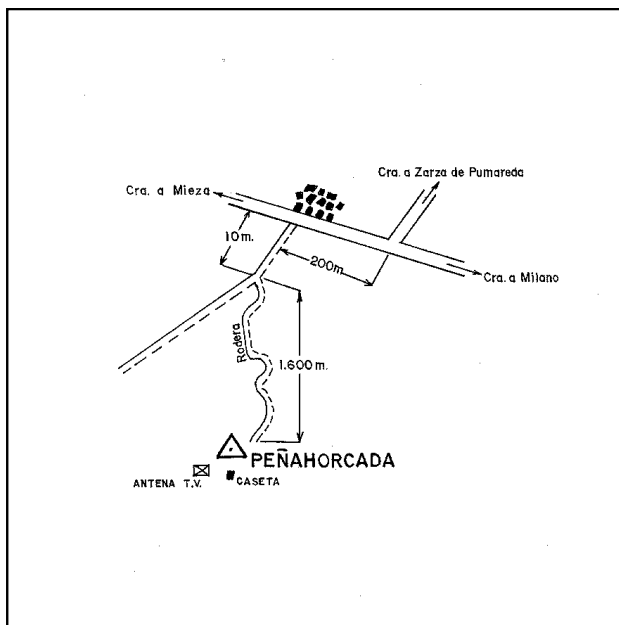 Cra. a Zarza de Pumareda
Cra. a Mieza
10 m.
200m.
Cra. a Milano
Rodera
1.600 m.
PEÑAHORCADA
ANTENA T.V.
CASETA